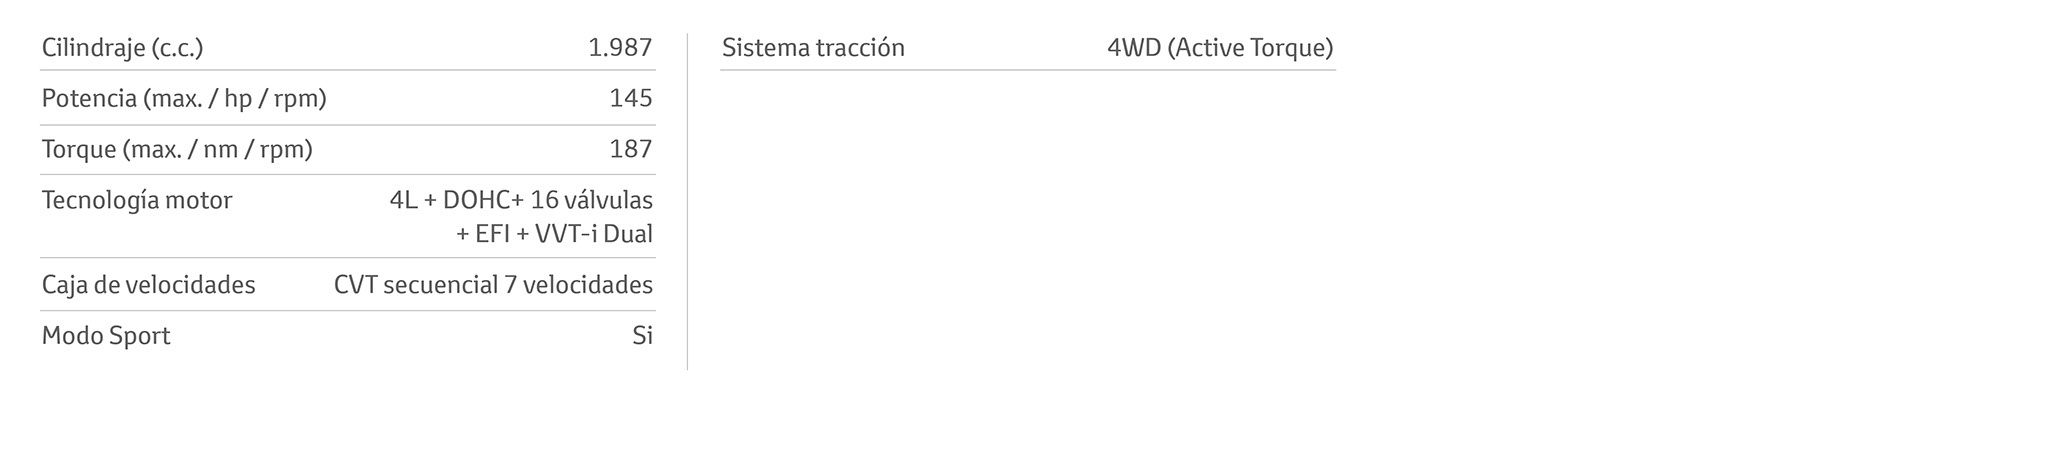 Cilindraje (c.c.) 1.987
Potencia (max. / hp / rpm) 145
Torque (max. / nm / rpm) 187
Tecnología motor 4L + DOHC+ 16 válvulas
+ EFI + VVT-i Dual
Caja de velocidades CVT secuencial 7 velocidades
Modo Sport Si
Sistema tracción 4WD (Active Torque)